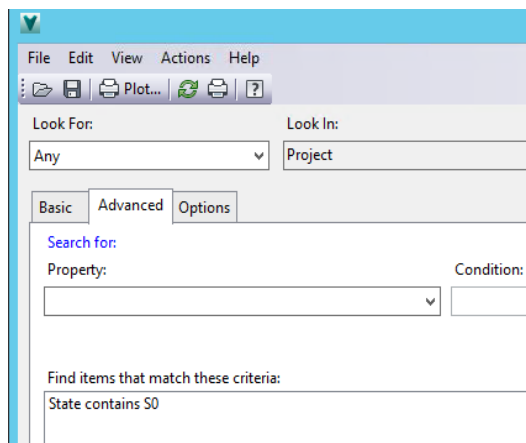 File Edit View Actions Help
Plot...
Look For: Look In:
Any Project
Basic Advanced Options
Search for:
Property: Condition:
Find items that match these criteria:
State contains S0